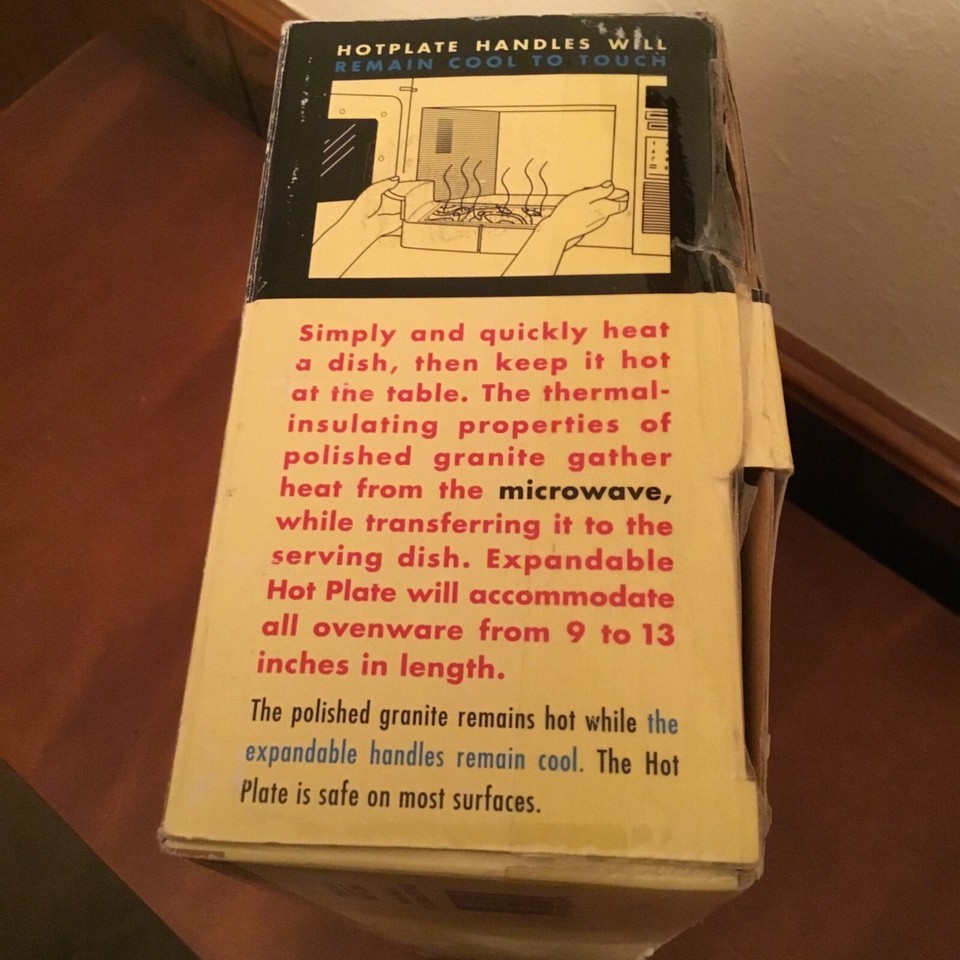 HOTPLATE HANDLES WILL
REMAIN COOL TO TOUCH
Simply and quickly heat
a dish, then keep it hot
at the table. The thermal-
insulating properties of
polished granite gather
heat from the microwave,
while transferring it to the
serving dish. Expandable
Hot Plate will accommodate
all ovenware from 9 to 13
inches in length.
The polished granite remains hot while the
expandable handles remain cool. The Hot
Plate is safe on most surfaces.